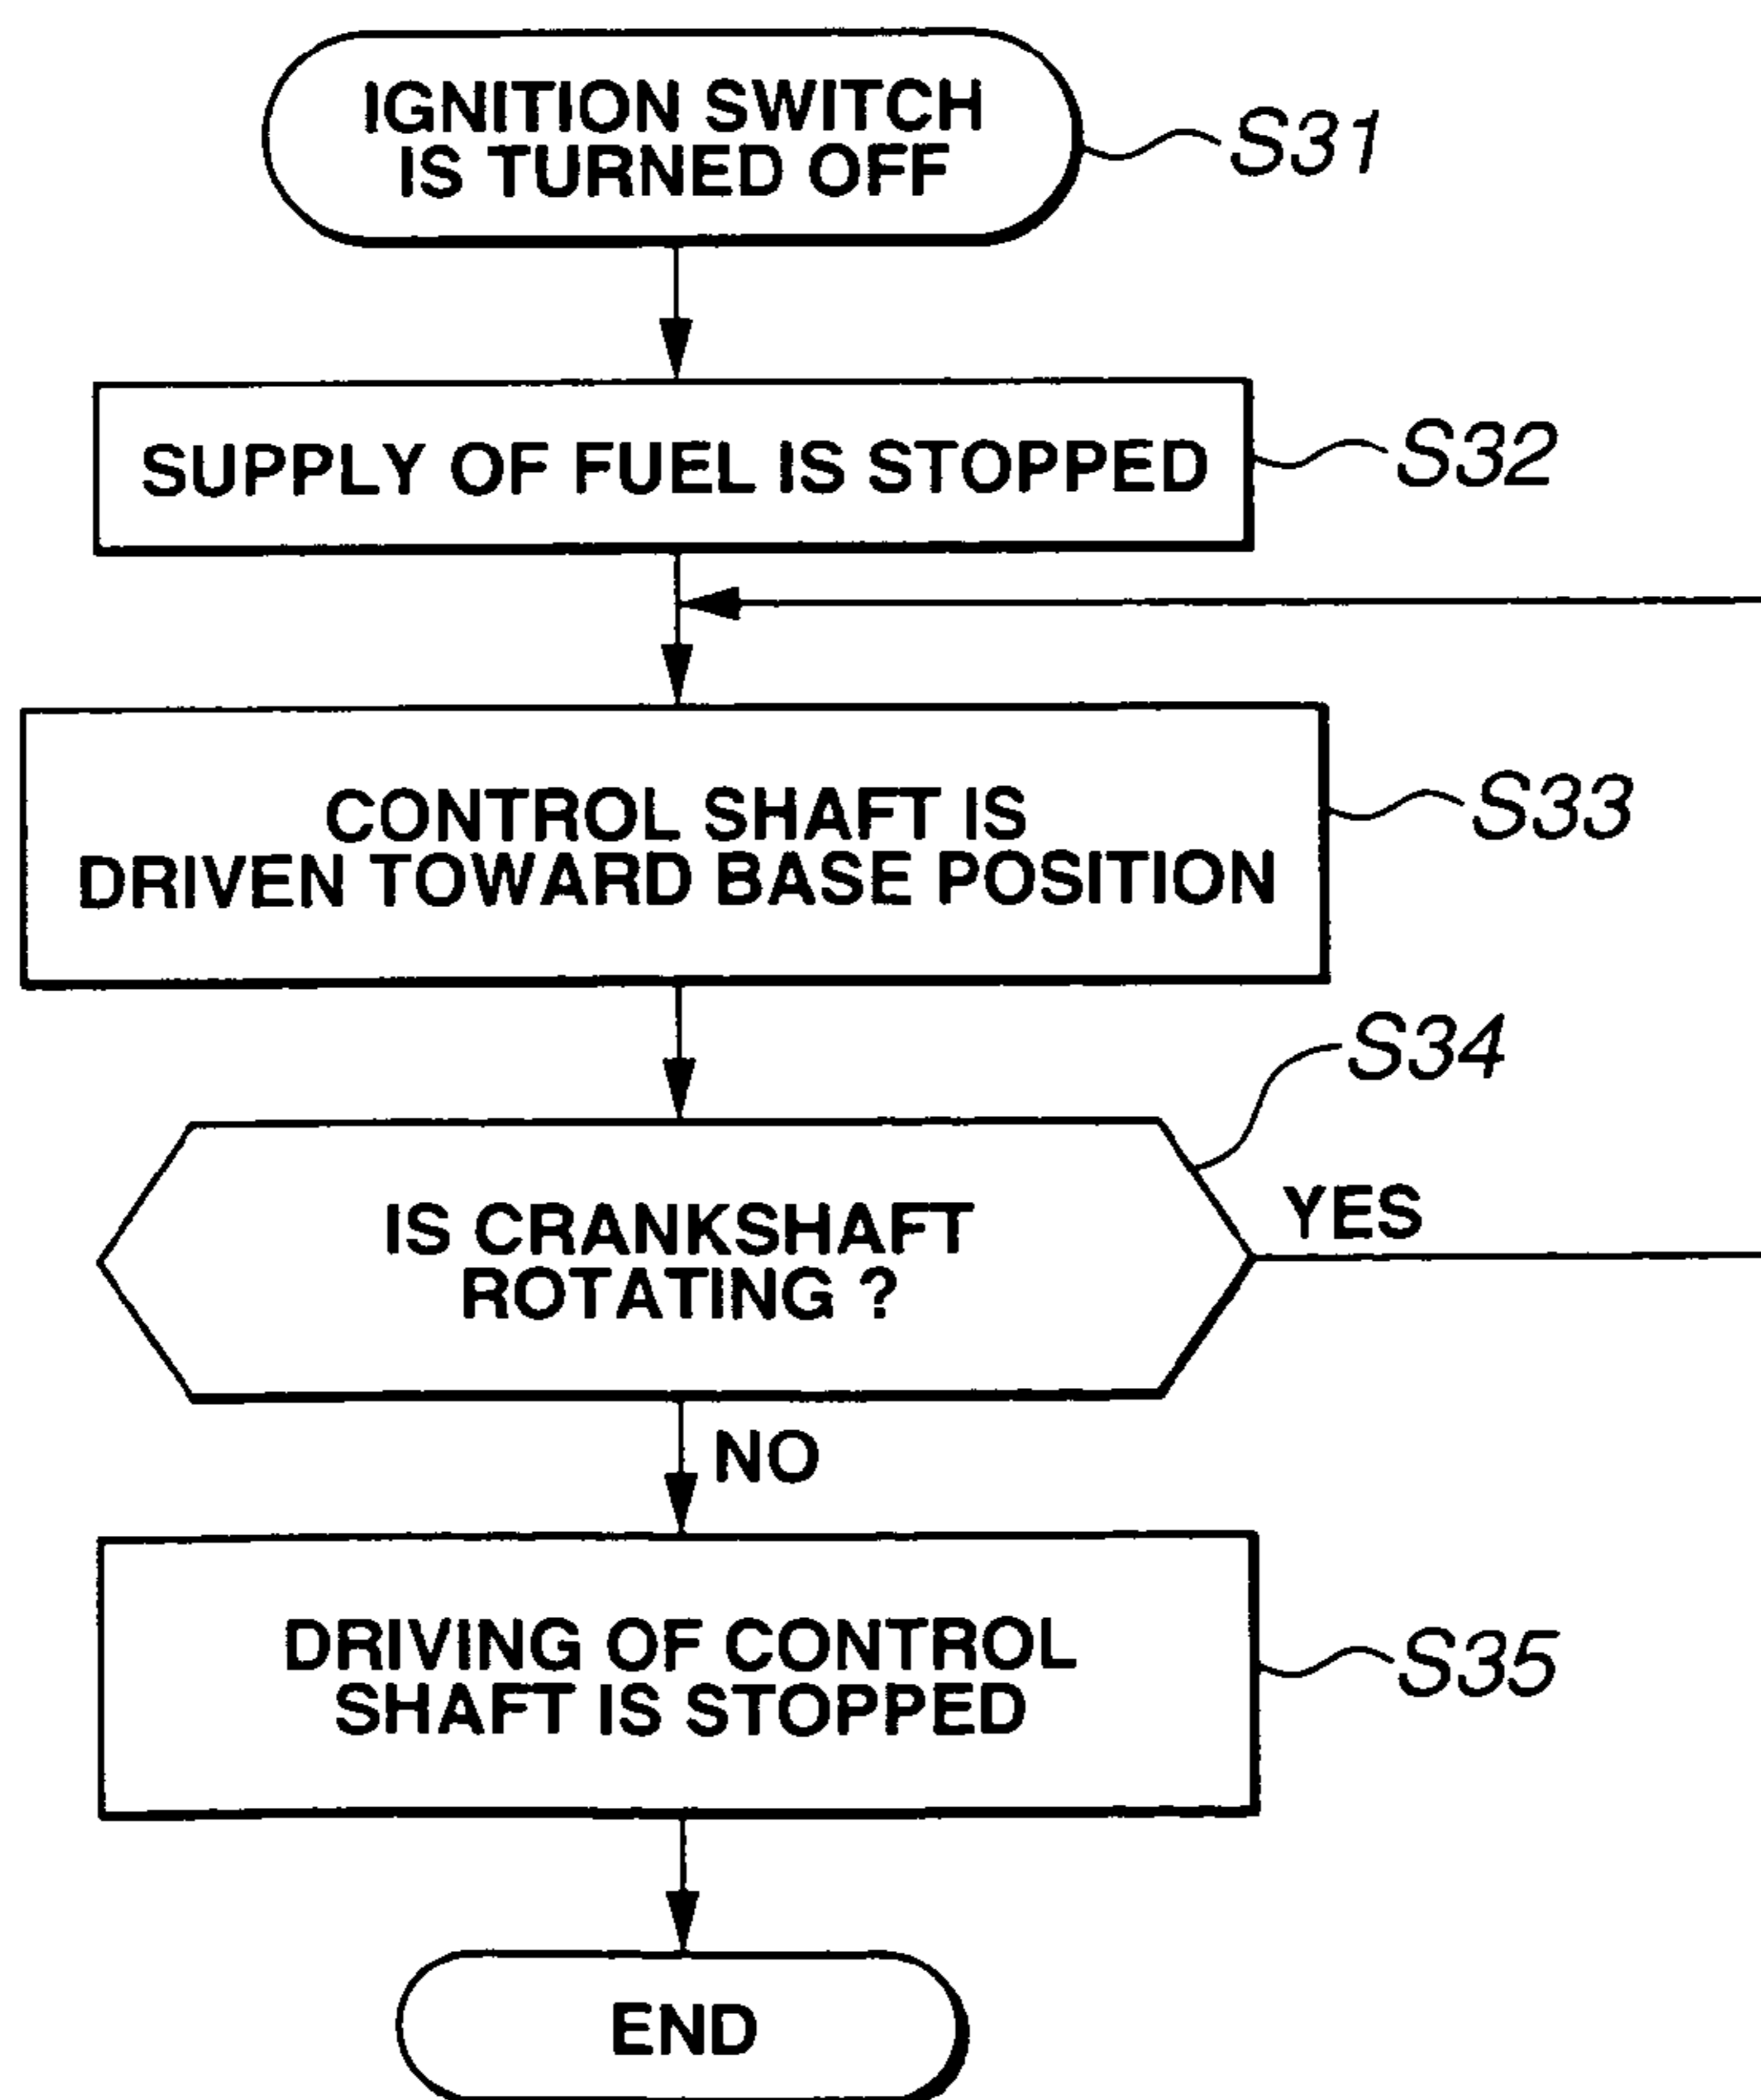 IGNITION SWITCH
IS TURNED OFF
S31
SUPPLY OF FUEL IS STOPPED
S32
CONTROL SHAFT IS
DRIVEN TOWARD BASE POSITION
S33
S34
IS CRANKSHAFT
ROTATING ?
YES
NO
DRIVING OF CONTROL
SHAFT IS STOPPED
S35
END